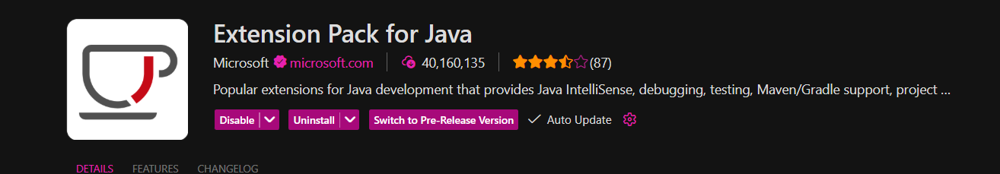 Extension Pack for Java
Microsoft microsoft.com 40,160,135 (87)
Popular extensions for Java development that provides Java IntelliSense, debugging, testing, Maven/Gradle support, project ...
Disable Uninstall Switch to Pre-Release Version Auto Update
DETAILS FEATURES CHANGELOG